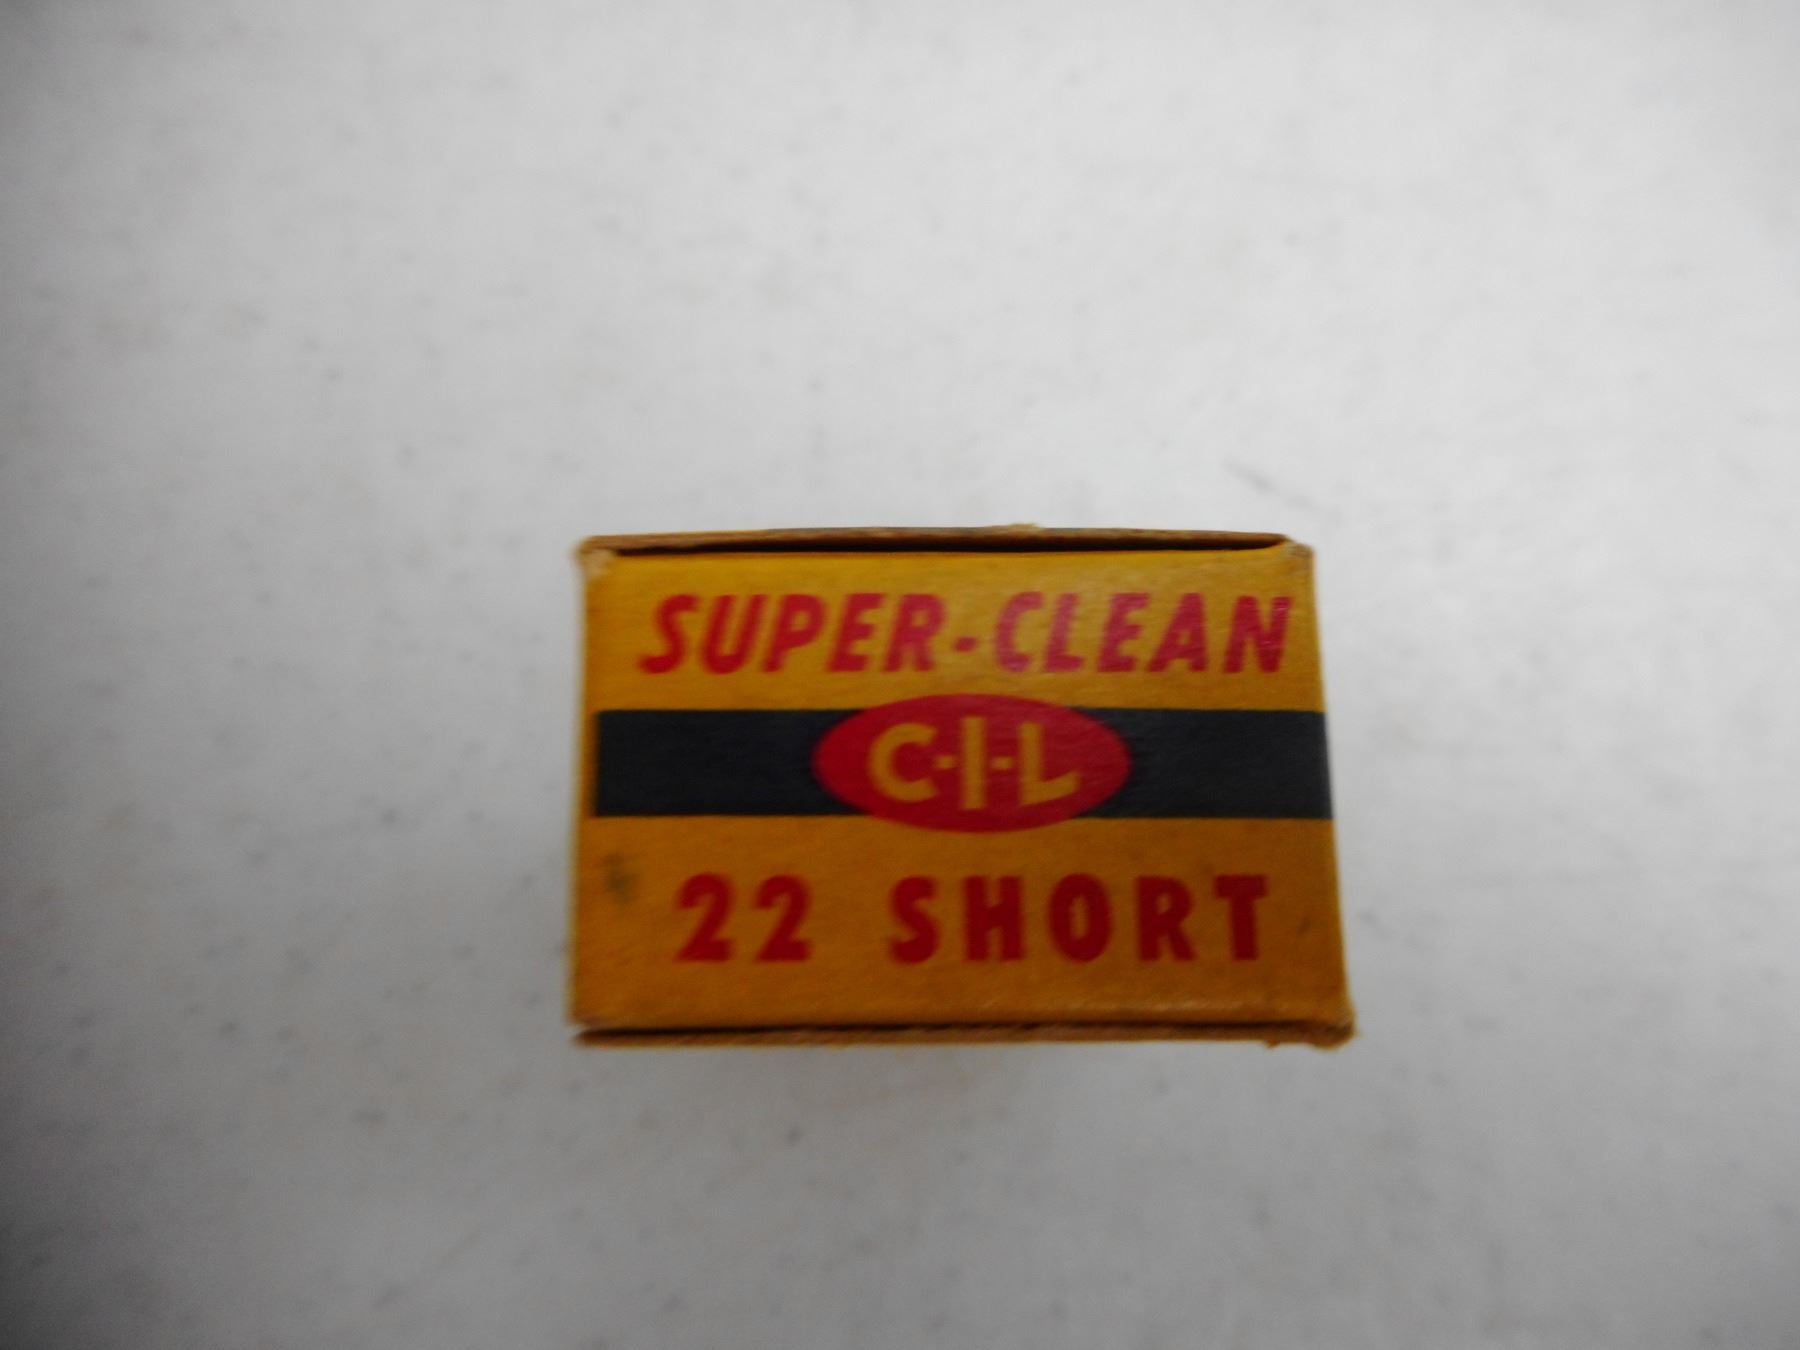 SUPER-CLEAN
C-I-L
22 SHORT